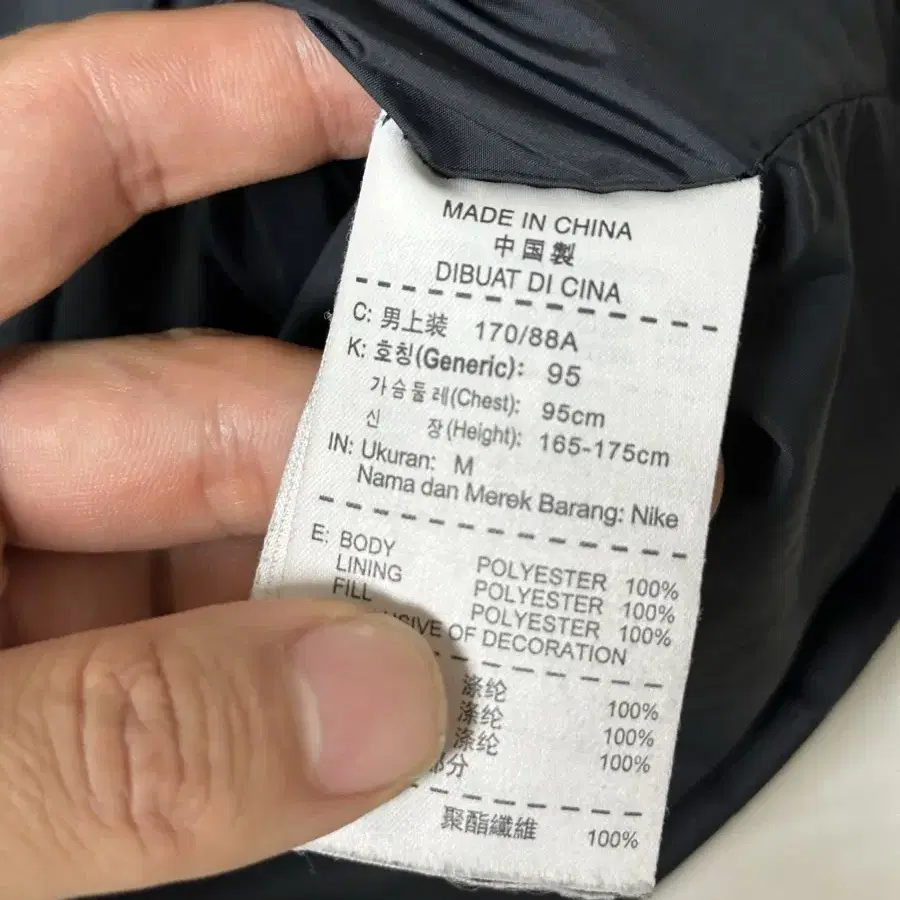 MADE IN CHINA
中国製
DIBUAT DI CINA
C: 男上装 170/88A
K: 호칭(Generic): 95
가슴둘레(Chest): 95cm
신 장(Height): 165-175cm
IN: Ukuran: M
Nama dan Merek Barang: Nike
E: BODY POLYESTER 100%
LINING POLYESTER 100%
FILL POLYESTER 100%
OF DECORATION
涤纶 100%
涤纶 100%
涤纶 100%
部分
聚酯纖維 100%